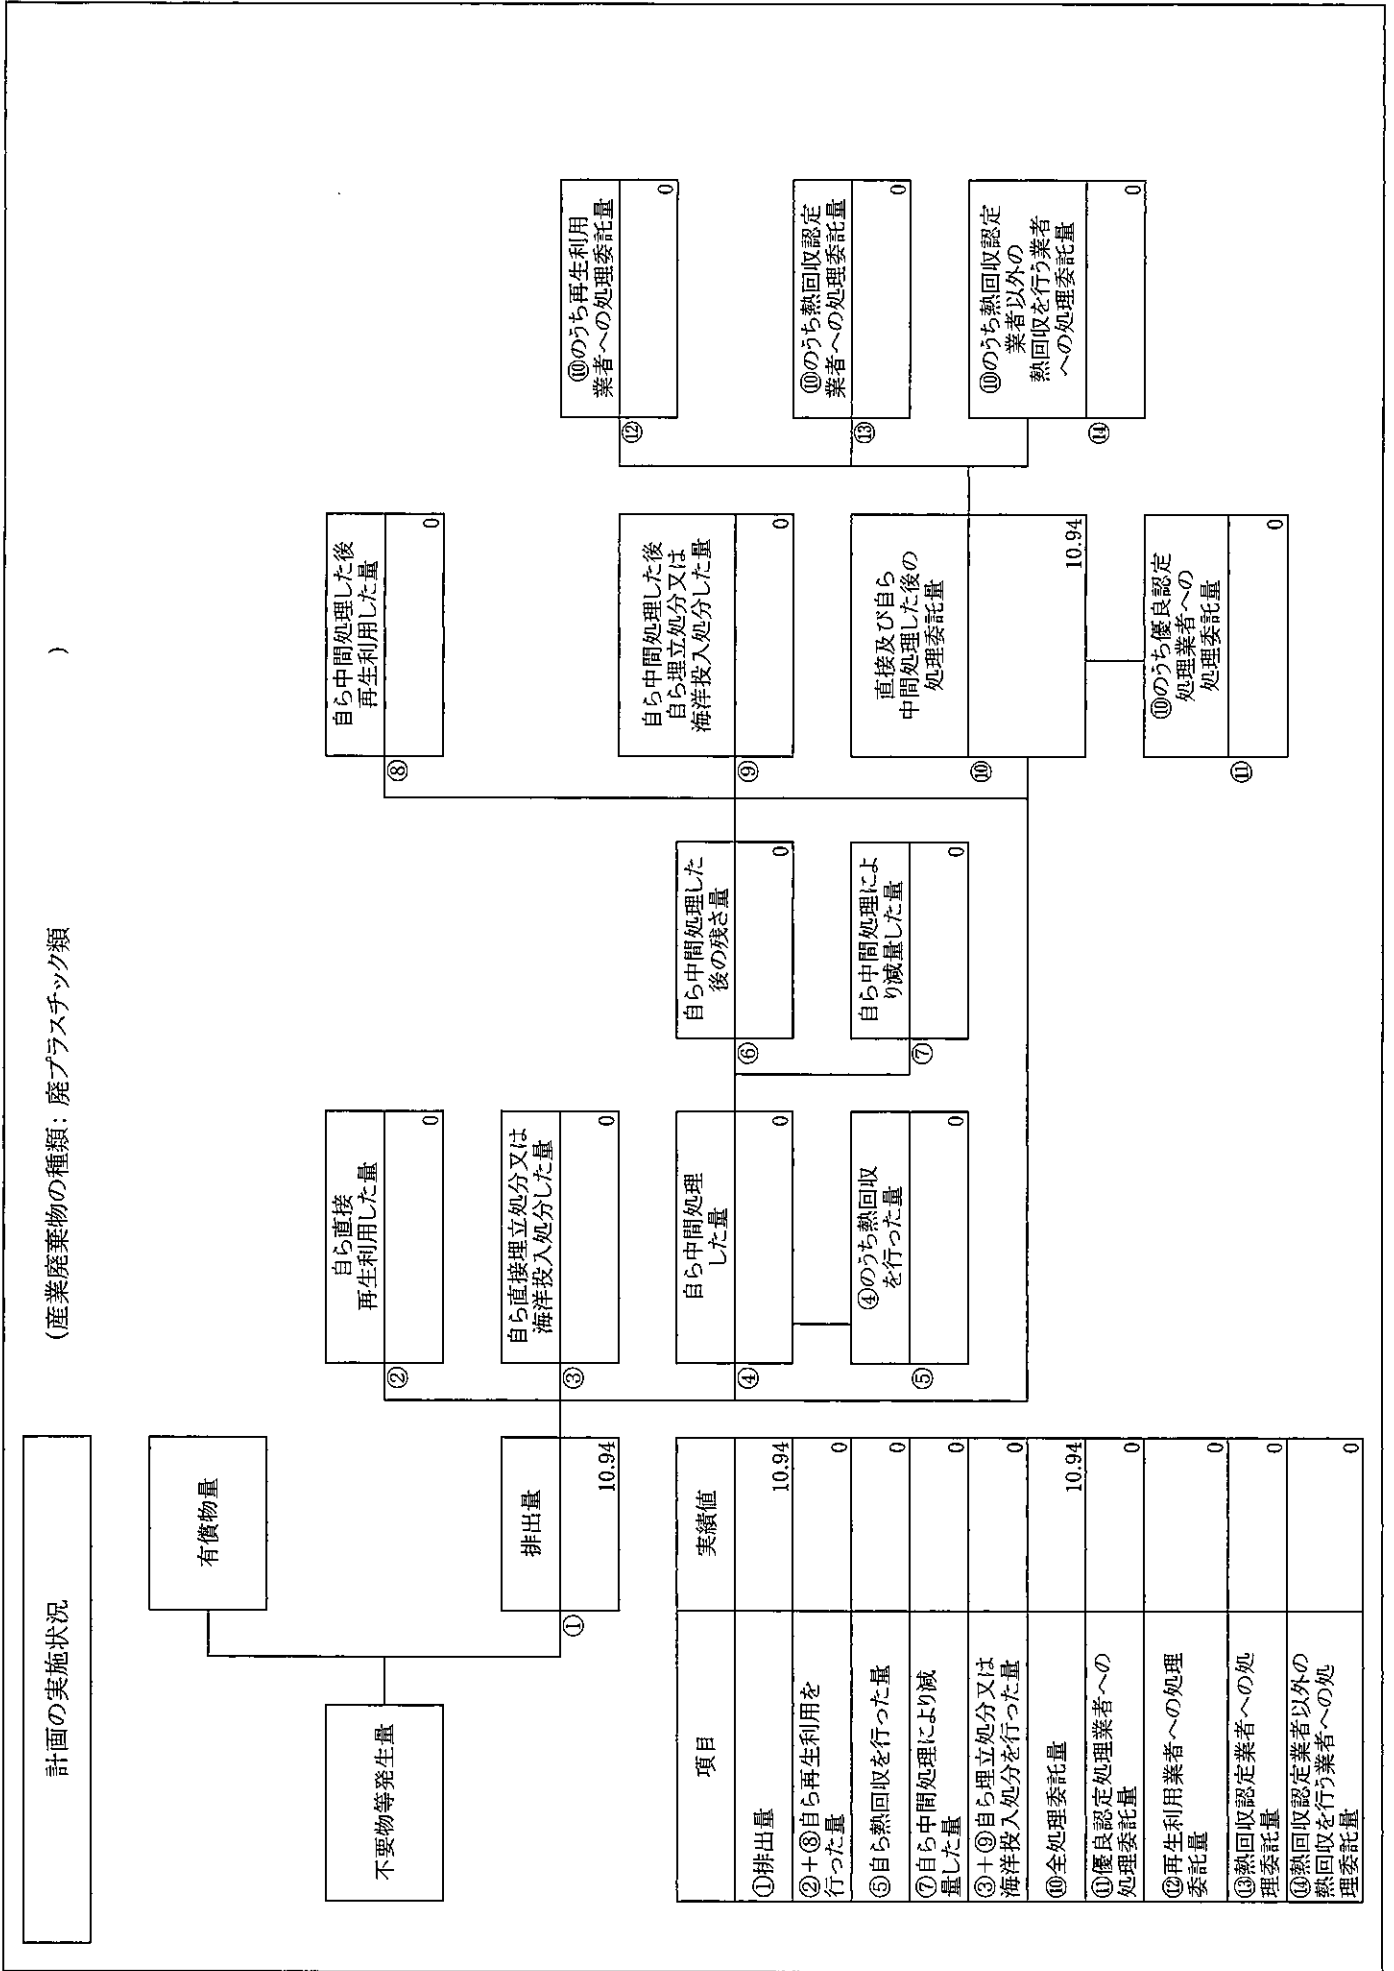 計画の実施状況
(産業廃棄物の種類：廃プラスチック類 )
不要物等発生量
有償物量
排出量
①
10.94
自ら直接
再生利用した量
②
0
自ら直接埋立処分又は
海洋投入処分した量
③
0
自ら中間処理
した量
④
0
④のうち熱回収
を行った量
⑤
0
自ら中間処理した
後の残さ量
⑥
0
自ら中間処理によ
り減量した量
⑦
0
自ら中間処理した後
再生利用した量
⑧
0
自ら中間処理した後
自ら埋立処分又は
海洋投入処分した量
⑨
0
直接及び自ら
中間処理した後の
処理委託量
⑩
10.94
⑩のうち優良認定
処理業者への
処理委託量
⑪
0
⑩のうち再生利用
業者への処理委託量
⑫
0
⑩のうち熱回収認定
業者への処理委託量
⑬
0
⑩のうち熱回収認定
業者以外の
熱回収を行う業者
への処理委託量
⑭
0
項目 実績値
①排出量 10.94
②+⑧自ら再生利用を
行った量 0
⑤自ら熱回収を行った量 0
⑦自ら中間処理により減
量した量 0
③+⑨自ら埋立処分又は
海洋投入処分を行った量 0
⑩全処理委託量 10.94
⑪優良認定処理業者への
処理委託量 0
⑫再生利用業者への処理
委託量 0
⑬熱回収認定業者への処
理委託量 0
⑭熱回収認定業者以外の
熱回収を行う業者への処
理委託量 0